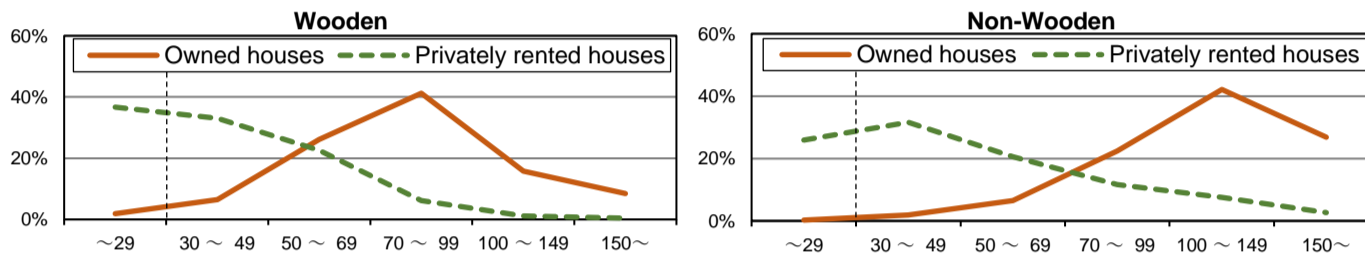 Wooden
60%
Owned houses
Privately rented houses
40%
20%
0%
～29
30 ～ 49
50 ～ 69
70 ～ 99
100 ～ 149
150～
Non-Wooden
60%
Owned houses
Privately rented houses
40%
20%
0%
～29
30 ～ 49
50 ～ 69
70 ～ 99
100 ～ 149
150～